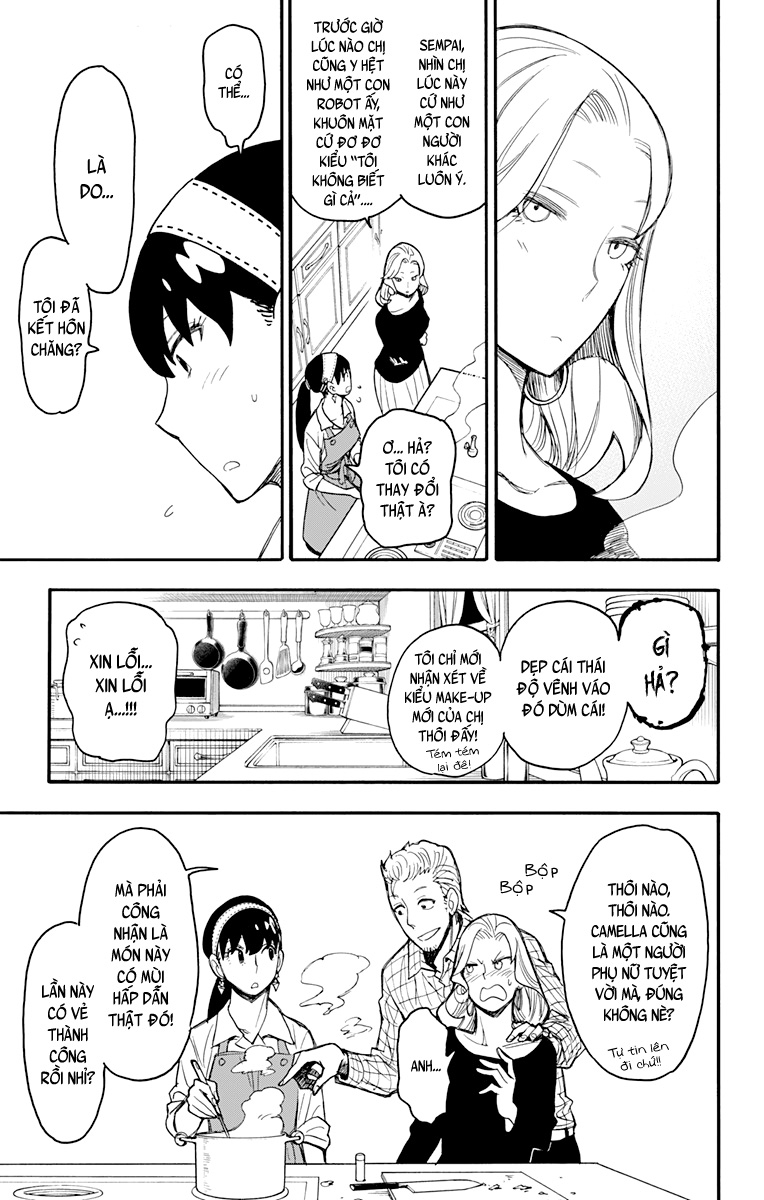 SEMPAI,
NHÌN CHỊ
LÚC NÀY
CỨ NHƯ
MỘT CON
NGƯỜI
KHÁC
LUÔN Ý.
TRƯỚC GIỜ
LÚC NÀO CHỊ
CŨNG Y HỆT
NHƯ MỘT CON
ROBOT ẤY,
KHUÔN MẶT
CỨ ĐƠ ĐƠ
KIỂU "TÔI
KHÔNG BIẾT
GÌ CẢ"....
Ơ... HẢ?
TÔI CÓ
THAY ĐỔI
THẬT À?
CÓ
THỂ...
LÀ
DO...
TÔI ĐÃ
KẾT HÔN
CHĂNG?
GÌ
HẢ?
DẸP CÁI THÁI
ĐỘ VÊNH VÁO
ĐÓ DÙM CÁI!
TÔI CHỈ MỚI
NHẬN XÉT VỀ
KIỂU MAKE-UP
MỚI CỦA CHỊ
THÔI ĐẤY!
Tém tém
lại đê!
XIN LỖI...
XIN LỖI
Ạ...!!!
THÔI NÀO,
THÔI NÀO.
CAMELLA CŨNG
LÀ MỘT NGƯỜI
PHỤ NỮ TUYỆT
VỜI MÀ, ĐÚNG
KHÔNG NÈ?
Tự tin lên
đi chứ!!
BỘP
BỘP
ANH...
MÀ PHẢI
CÔNG
NHẬN LÀ
MÓN NÀY
CÓ MÙI
HẤP DẪN
THẬT ĐÓ!
LẦN NÀY
CÓ VẺ
THÀNH
CÔNG
RỒI NHỈ?